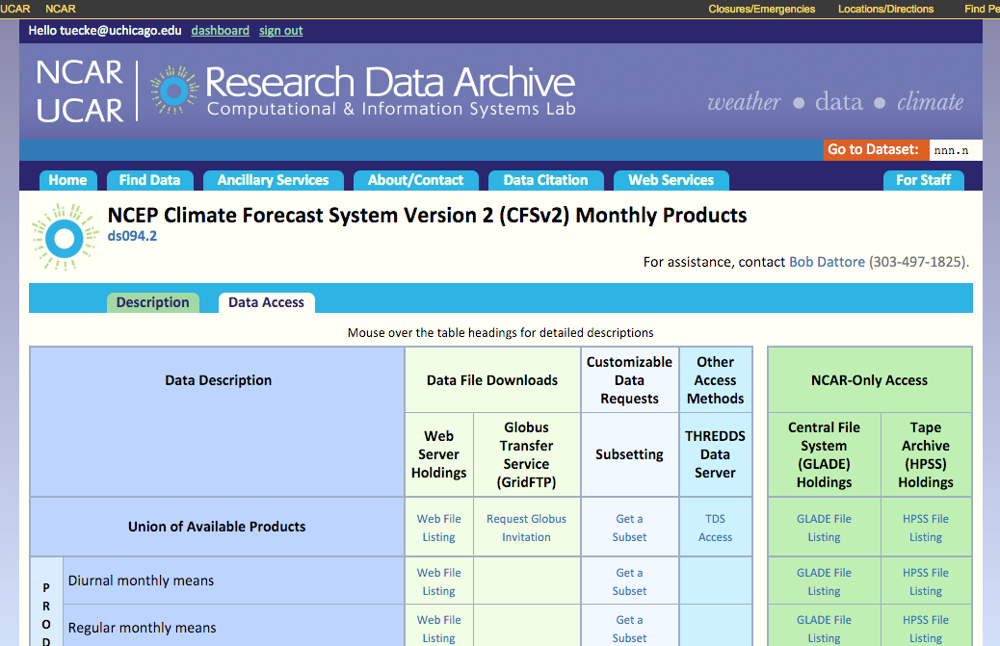 UCAR NCAR Closures/Emergencies Locations/Directions Find Pe
Hello tuecke@uchicago.edu dashboard sign out
NCAR
UCAR
Research Data Archive
Computational & Information Systems Lab
weather • data • climate
Go to Dataset: nnn.n
Home Find Data Ancillary Services About/Contact Data Citation Web Services For Staff
NCEP Climate Forecast System Version 2 (CFSv2) Monthly Products
ds094.2
For assistance, contact Bob Dattore (303-497-1825).
Description Data Access
Mouse over the table headings for detailed descriptions
Data Description
Data File Downloads
Customizable
Data
Requests
Other
Access
Methods
NCAR-Only Access
Web
Server
Holdings
Globus
Transfer
Service
(GridFTP)
Subsetting
THREDDS
Data
Server
Central File
System
(GLADE)
Holdings
Tape
Archive
(HPSS)
Holdings
Union of Available Products
Web File
Listing
Request Globus
Invitation
Get a
Subset
TDS
Access
GLADE File
Listing
HPSS File
Listing
P
R
O
D
Diurnal monthly means
Web File
Listing
Get a
Subset
GLADE File
Listing
HPSS File
Listing
Regular monthly means
Web File
Listing
Get a
Subset
GLADE File
Listing
HPSS File
Listing